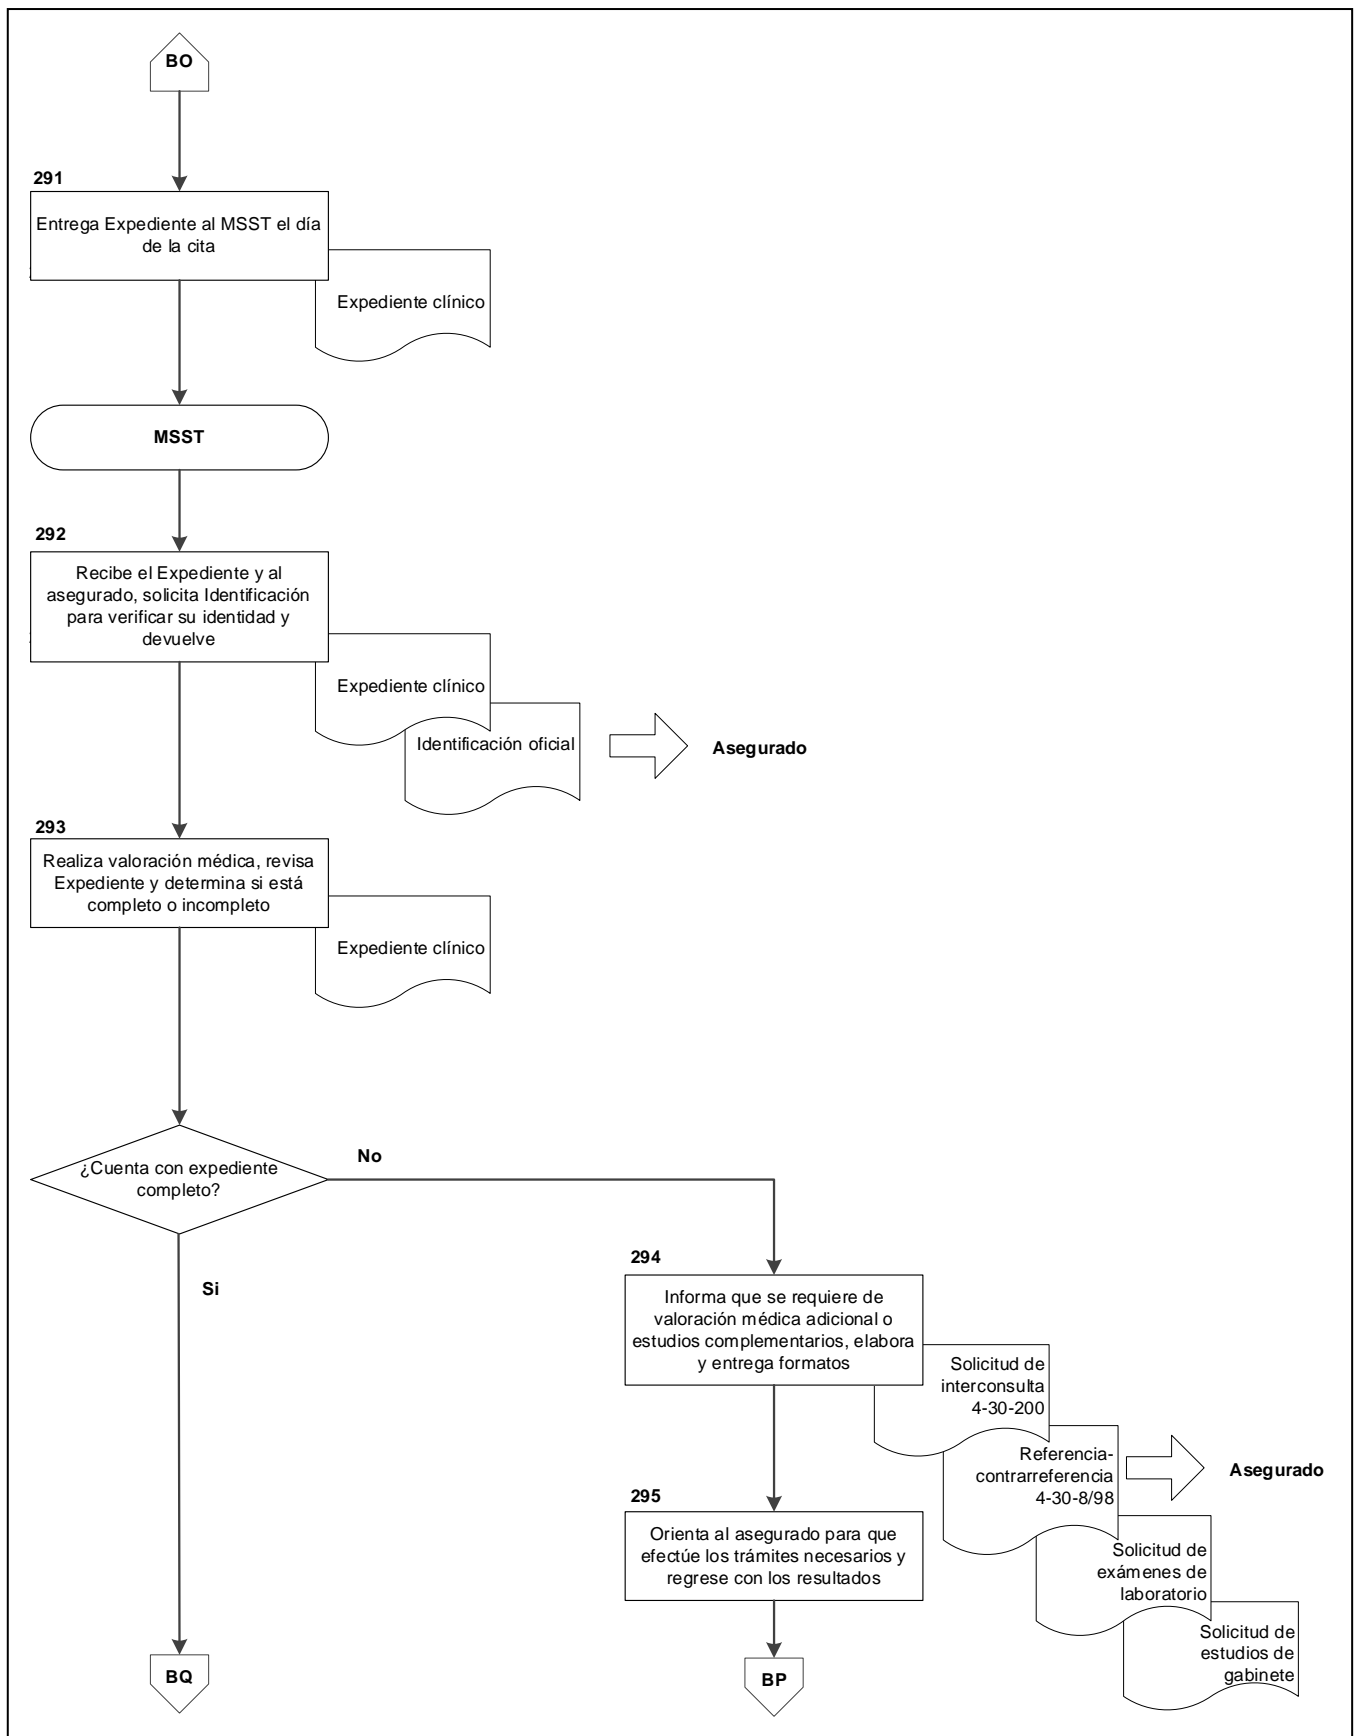 BO
291
Entrega Expediente al MSST el día
de la cita
Expediente clínico
MSST
292
Recibe el Expediente y al
asegurado, solicita Identificación
para verificar su identidad y
devuelve
Expediente clínico
Identificación oficial
Asegurado
293
Realiza valoración médica, revisa
Expediente y determina si está
completo o incompleto
Expediente clínico
¿Cuenta con expediente
completo?
No
Si
294
Informa que se requiere de
valoración médica adicional o
estudios complementarios, elabora
y entrega formatos
Solicitud de
interconsulta
4-30-200
Referencia-
contrarreferencia
4-30-8/98
Asegurado
295
Orienta al asegurado para que
efectúe los trámites necesarios y
regrese con los resultados
Solicitud de
exámenes de
laboratorio
Solicitud de
estudios de
gabinete
BQ
BP